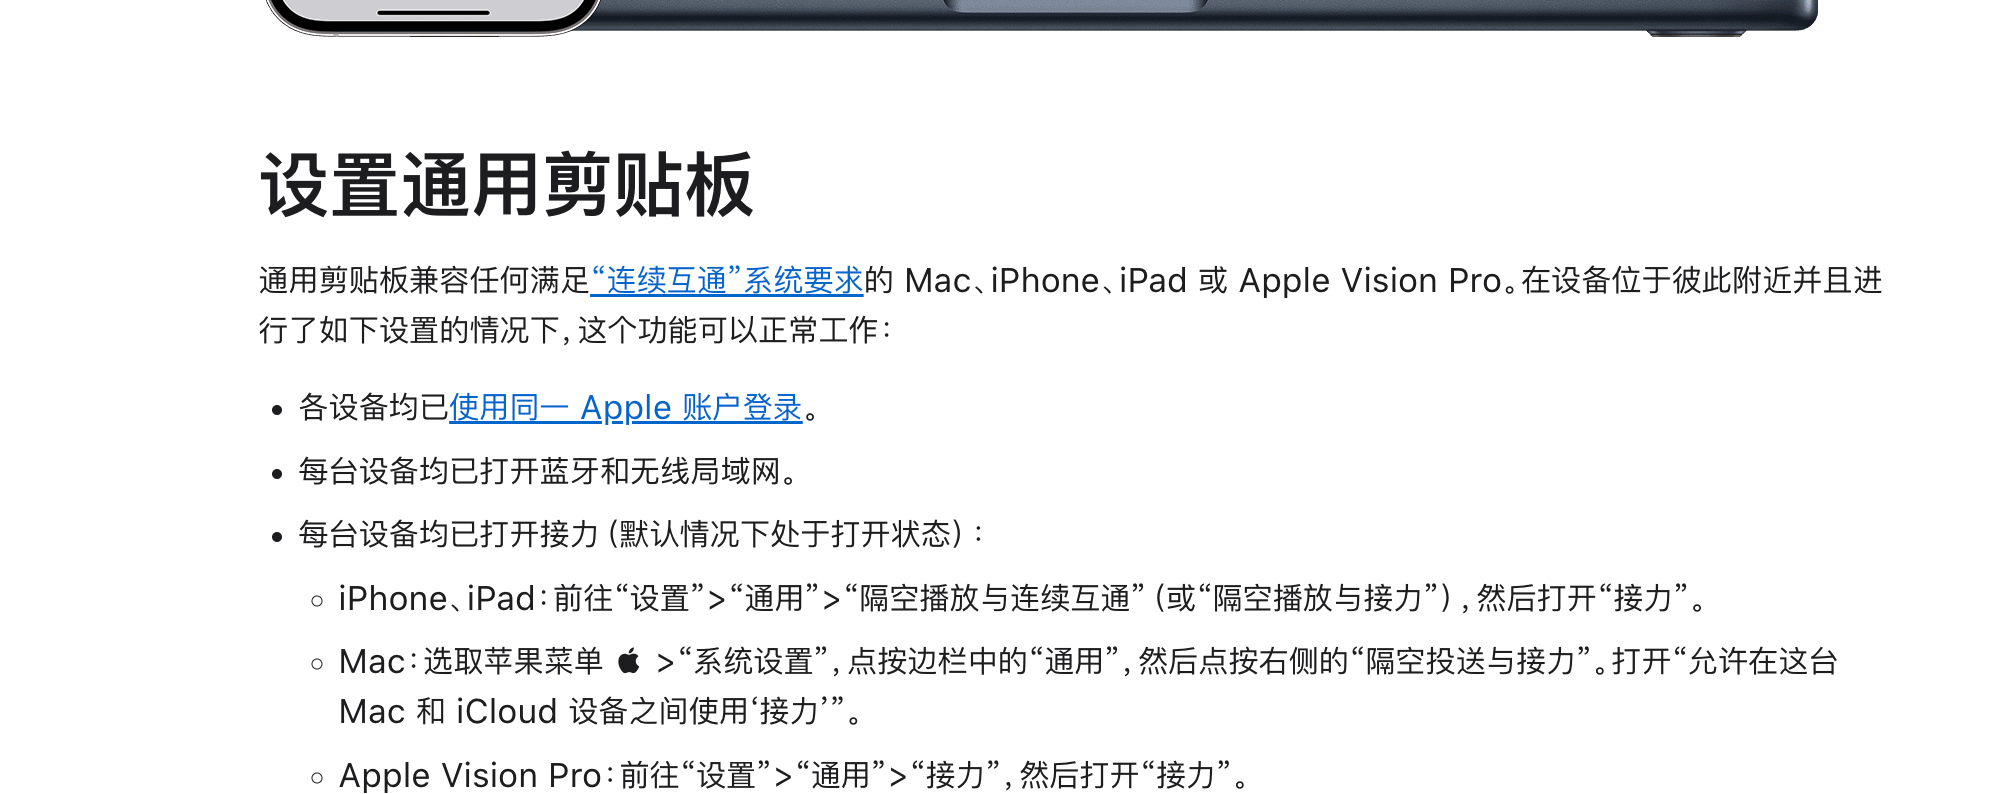 设置通用剪贴板
通用剪贴板兼容任何满足“连续互通”系统要求的 Mac、iPhone、iPad 或 Apple Vision Pro。在设备位于彼此附近并且进
行了如下设置的情况下，这个功能可以正常工作：
• 各设备均已使用同一 Apple 账户登录。
• 每台设备均已打开蓝牙和无线局域网。
• 每台设备均已打开接力（默认情况下处于打开状态）：
◦ iPhone、iPad：前往“设置”>“通用”>“隔空播放与连续互通”（或“隔空播放与接力”），然后打开“接力”。
◦ Mac：选取苹果菜单  >“系统设置”，点按边栏中的“通用”，然后点按右侧的“隔空投送与接力”。打开“允许在这台
Mac 和 iCloud 设备之间使用‘接力’”。
◦ Apple Vision Pro：前往“设置”>“通用”>“接力”，然后打开“接力”。